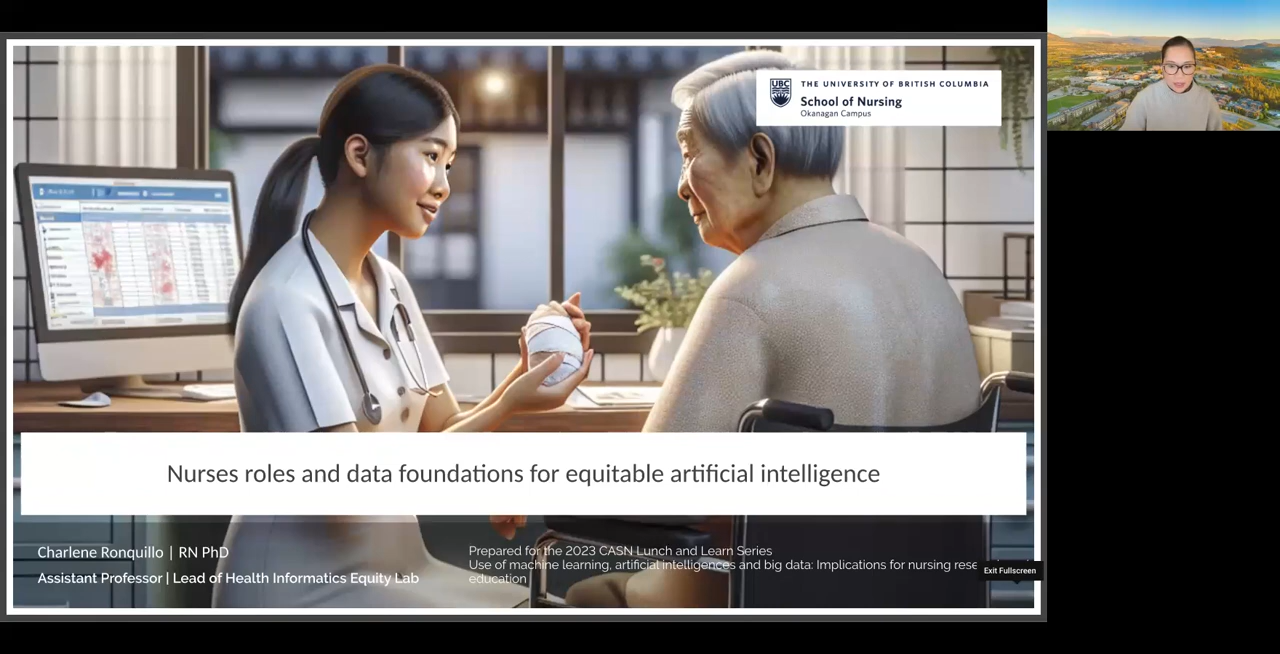 UBC
THE UNIVERSITY OF BRITISH COLUMBIA
School of Nursing
Okanagan Campus
Nurses roles and data foundations for equitable artificial intelligence
Charlene Ronquillo | RN PhD
Assistant Professor | Lead of Health Informatics Equity Lab
Prepared for the 2023 CASN Lunch and Learn Series
Use of machine learning, artificial intelligences and big data: Implications for nursing rese
education
Exit Fullscreen